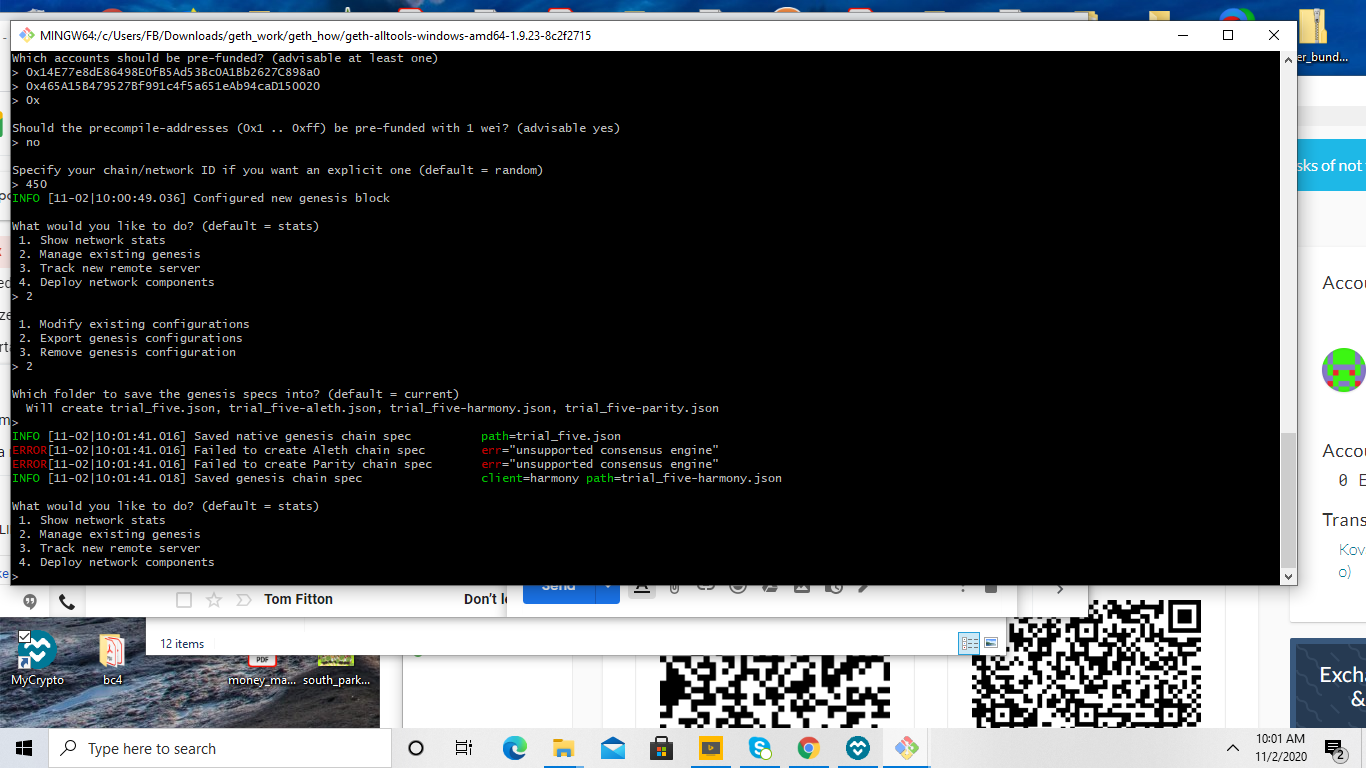 MINGW64:/c/Users/FB/Downloads/geth_work/geth_how/geth-alltools-windows-amd64-1.9.23-8c2f2715
Which accounts should be pre-funded? (advisable at least one)
> 0x14E77e8dE86498E0fB5Ad53Bc0A1Bb2627C898a0
> 0x465A15B479527Bf991c4f5a651eAb94caD150020
> 0x
Should the precompile-addresses (0x1 .. 0xff) be pre-funded with 1 wei? (advisable yes)
> no
Specify your chain/network ID if you want an explicit one (default = random)
> 450
INFO [11-02|10:00:49.036] Configured new genesis block
What would you like to do? (default = stats)
1. Show network stats
2. Manage existing genesis
3. Track new remote server
4. Deploy network components
> 2
1. Modify existing configurations
2. Export genesis configurations
3. Remove genesis configuration
> 2
Which folder to save the genesis specs into? (default = current)
Will create trial_five.json, trial_five-aleth.json, trial_five-harmony.json, trial_five-parity.json
>
INFO [11-02|10:01:41.016] Saved native genesis chain spec path=trial_five.json
ERROR[11-02|10:01:41.016] Failed to create Aleth chain spec err="unsupported consensus engine"
ERROR[11-02|10:01:41.016] Failed to create Parity chain spec err="unsupported consensus engine"
INFO [11-02|10:01:41.018] Saved genesis chain spec client=harmony path=trial_five-harmony.json
What would you like to do? (default = stats)
1. Show network stats
2. Manage existing genesis
3. Track new remote server
4. Deploy network components
>
er_bund...
sks of not
Accou
Accou
0 E
Trans
Kov
o)
Excha
&
Send
Tom Fitton
Don't le
12 items
MyCrypto
bc4
PDF
money_ma...
south_park...
Type here to search
10:01 AM
11/2/2020
2